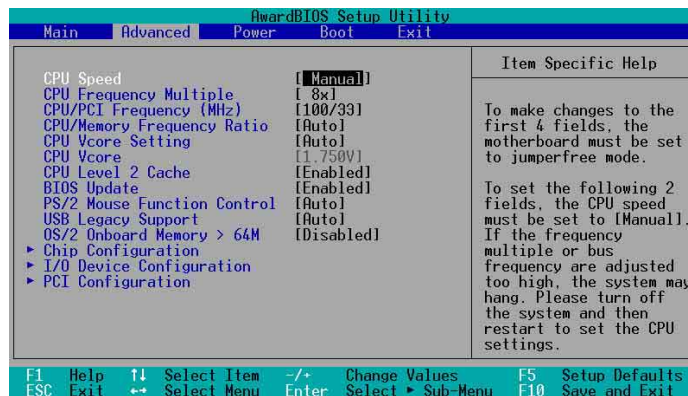 AwardBIOS Setup Utility
Main Advanced Power Boot Exit
CPU Speed [ Manual]
CPU Frequency Multiple [ 8x]
CPU/PCI Frequency (MHz) [100/33]
CPU/Memory Frequency Ratio [Auto]
CPU Vcore Setting [Auto]
CPU Vcore [1.750V]
CPU Level 2 Cache [Enabled]
BIOS Update [Enabled]
PS/2 Mouse Function Control [Auto]
USB Legacy Support [Auto]
OS/2 Onboard Memory > 64M [Disabled]
Chip Configuration
I/O Device Configuration
PCI Configuration
Item Specific Help
To make changes to the
first 4 fields, the
motherboard must be set
to jumperfree mode.
To set the following 2
fields, the CPU speed
must be set to [Manual].
If the frequency
multiple or bus
frequency are adjusted
too high, the system may
hang. Please turn off
the system and then
restart to set the CPU
settings.
F1 Help ↑↓ Select Item -/+ Change Values F5 Setup Defaults
ESC Exit ←→ Select Menu Enter Select ► Sub-Menu F10 Save and Exit